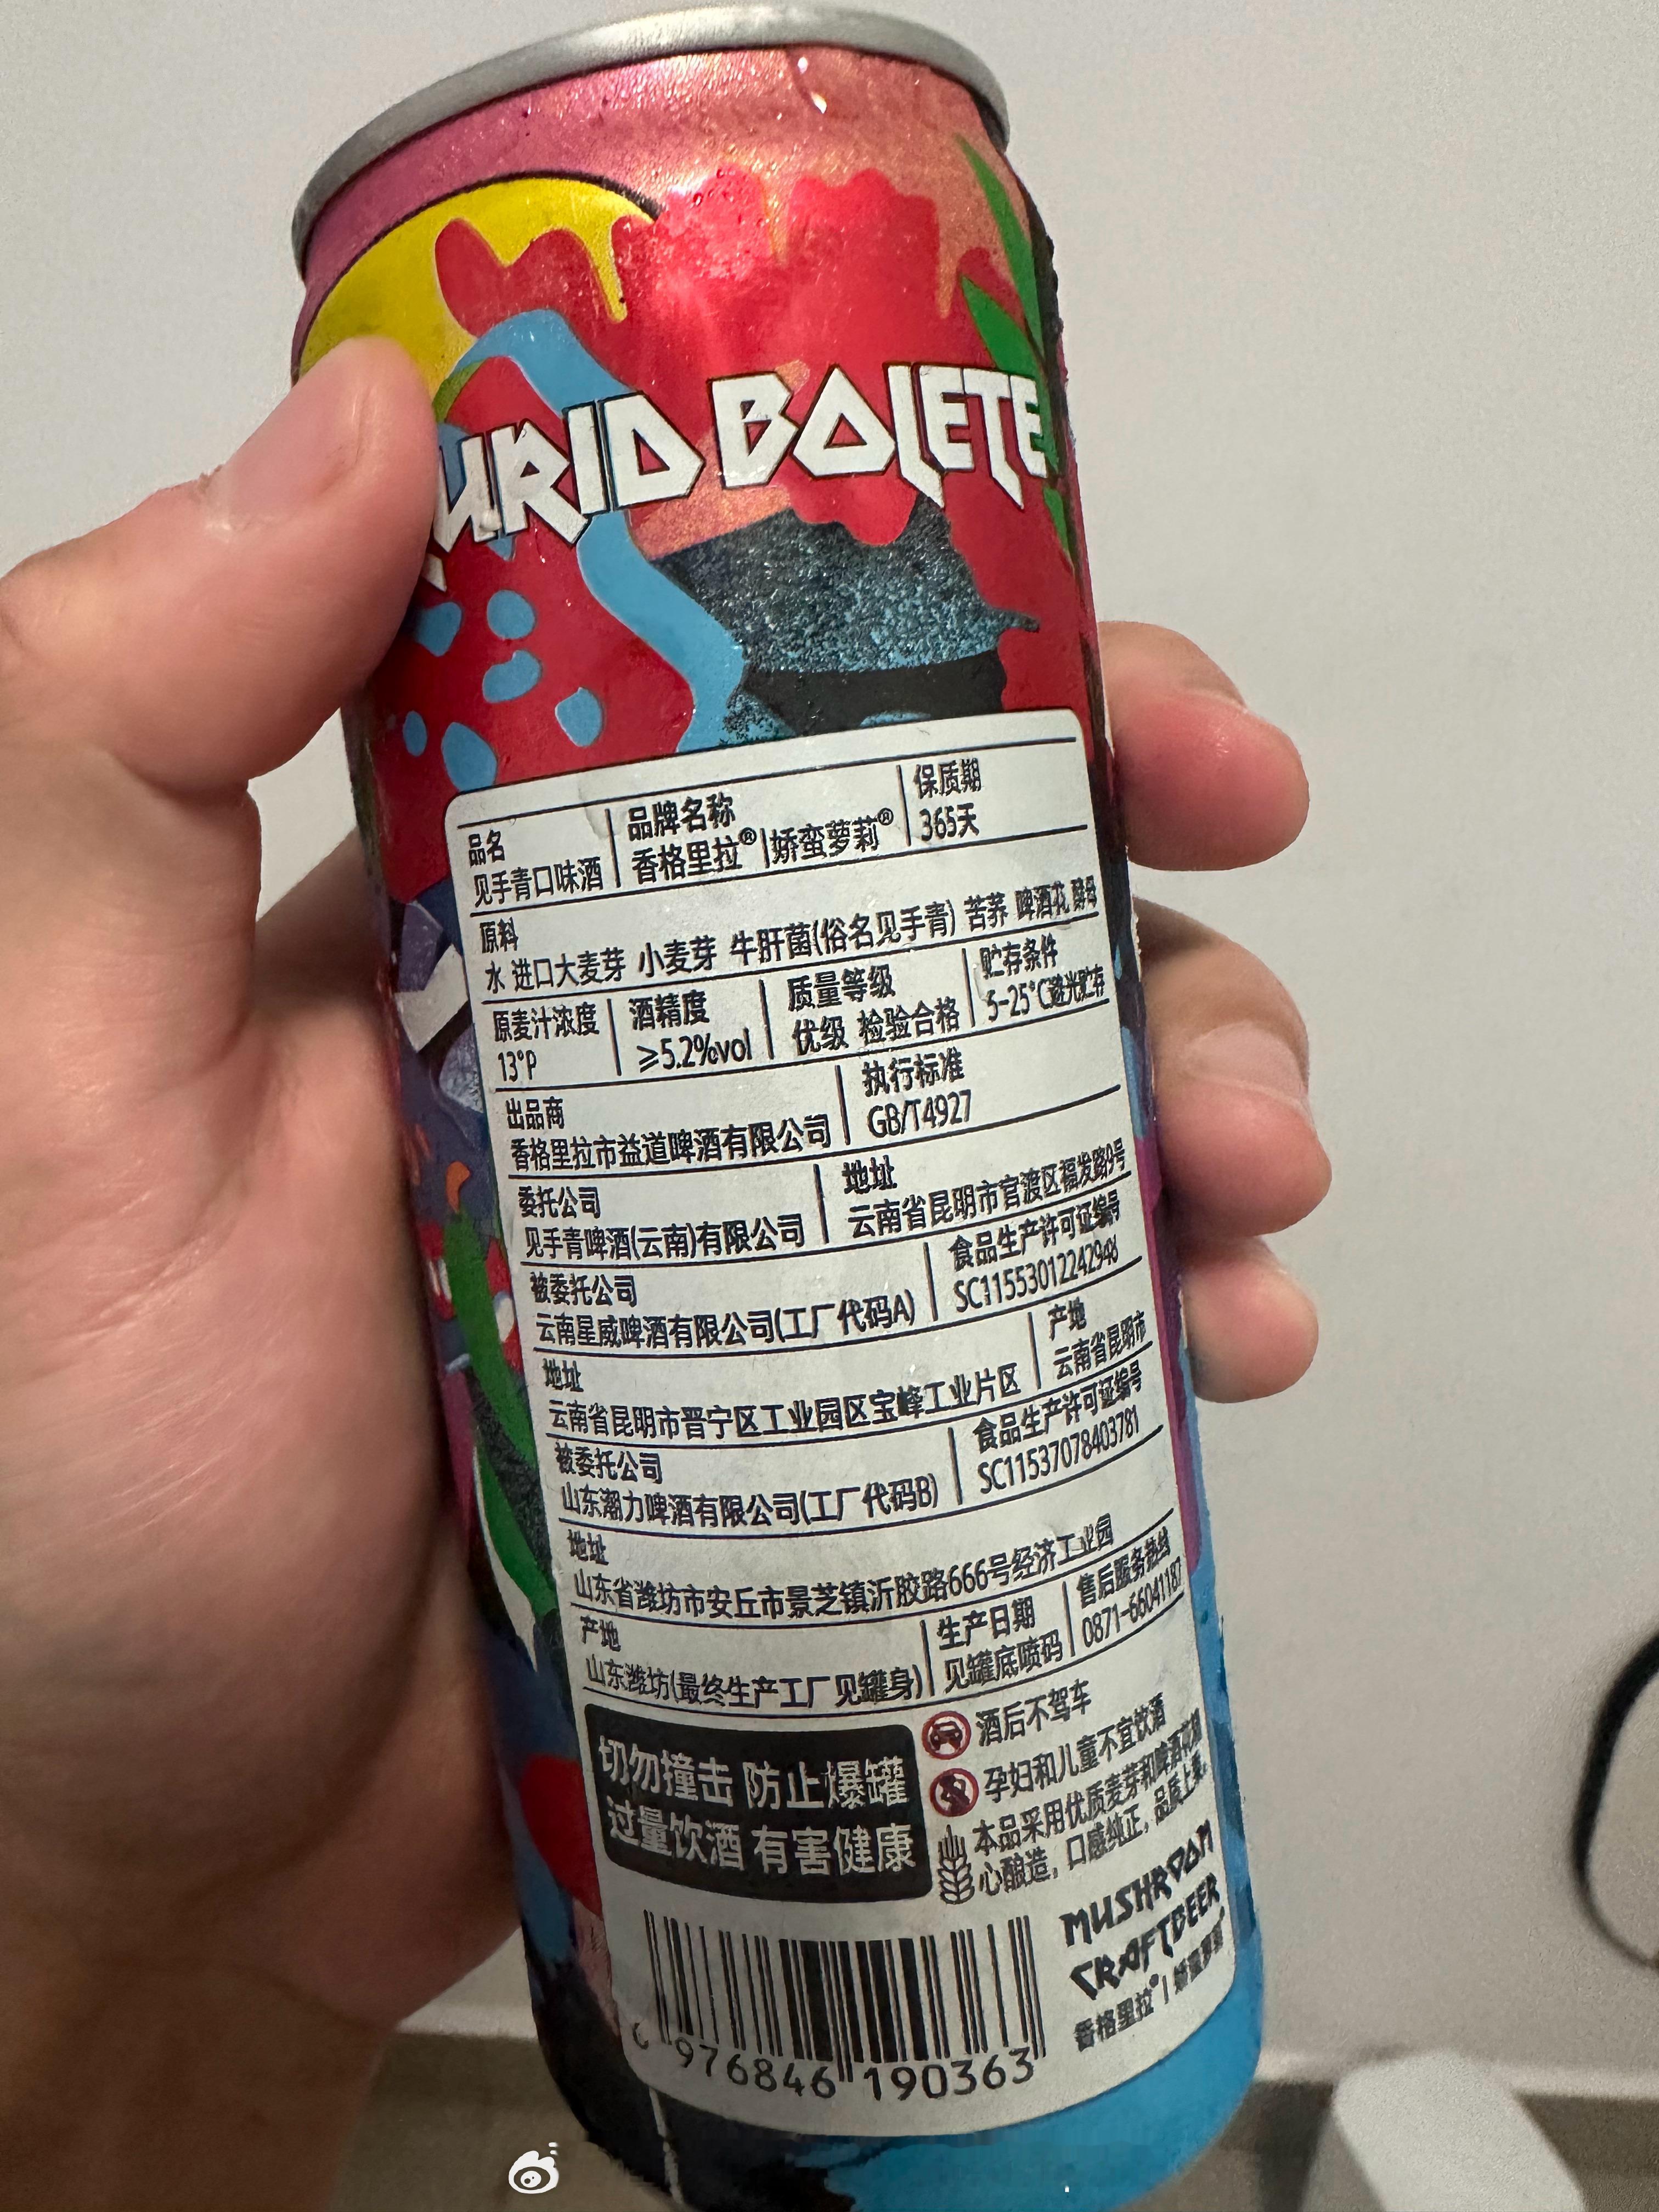 URID BOLETE
品名
见手青口味酒
品牌名称
香格里拉®|娇蛮萝莉®
保质期
365天
原料
水 进口大麦芽 小麦芽 牛肝菌(俗名见手青) 苦荞 啤酒花 酵母
原麦汁浓度
13°P
酒精度
≥5.2%vol
质量等级
优级 检验合格
贮存条件
5-25°C避光贮存
出品商
香格里拉市益道啤酒有限公司
执行标准
GB/T4927
委托公司
见手青啤酒(云南)有限公司
地址
云南省昆明市官渡区福发路9号
被委托公司
云南星威啤酒有限公司(工厂代码A)
食品生产许可证编号
SC11553012242948
地址
云南省昆明市晋宁区工业园区宝峰工业片区
产地
云南省昆明市
被委托公司
山东潮力啤酒有限公司(工厂代码B)
食品生产许可证编号
SC11537078403781
地址
山东省潍坊市安丘市景芝镇沂胶路666号经济工业园
产地
山东潍坊(最终生产工厂见罐身)
生产日期
见罐底喷码
售后服务热线
0871-66041187
切勿撞击 防止爆罐
过量饮酒 有害健康
酒后不驾车
孕妇和儿童不宜饮酒
本品采用优质麦芽和啤酒花精
心酿造，口感纯正，品质上乘。
MUSHROOM
CRAFTBEER
香格里拉®|娇蛮萝莉®
6 976846 190363